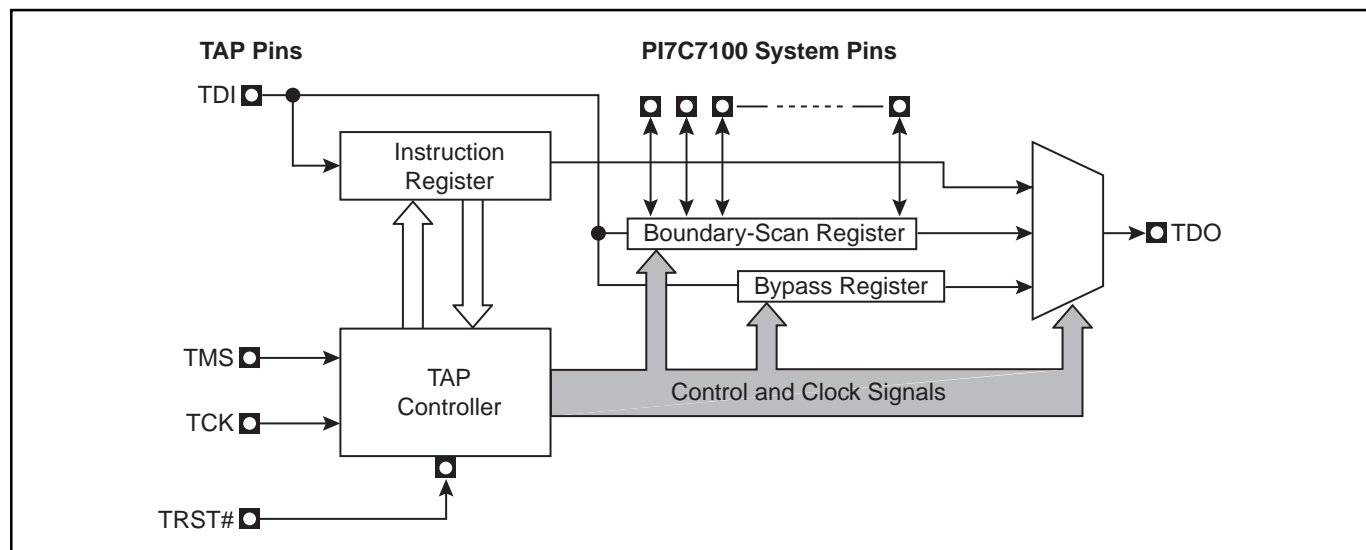 TAP Pins
PI7C7100 System Pins
TDI
Instruction
Register
Boundary-Scan Register
TDO
Bypass Register
TMS
TAP
Controller
Control and Clock Signals
TCK
TRST#